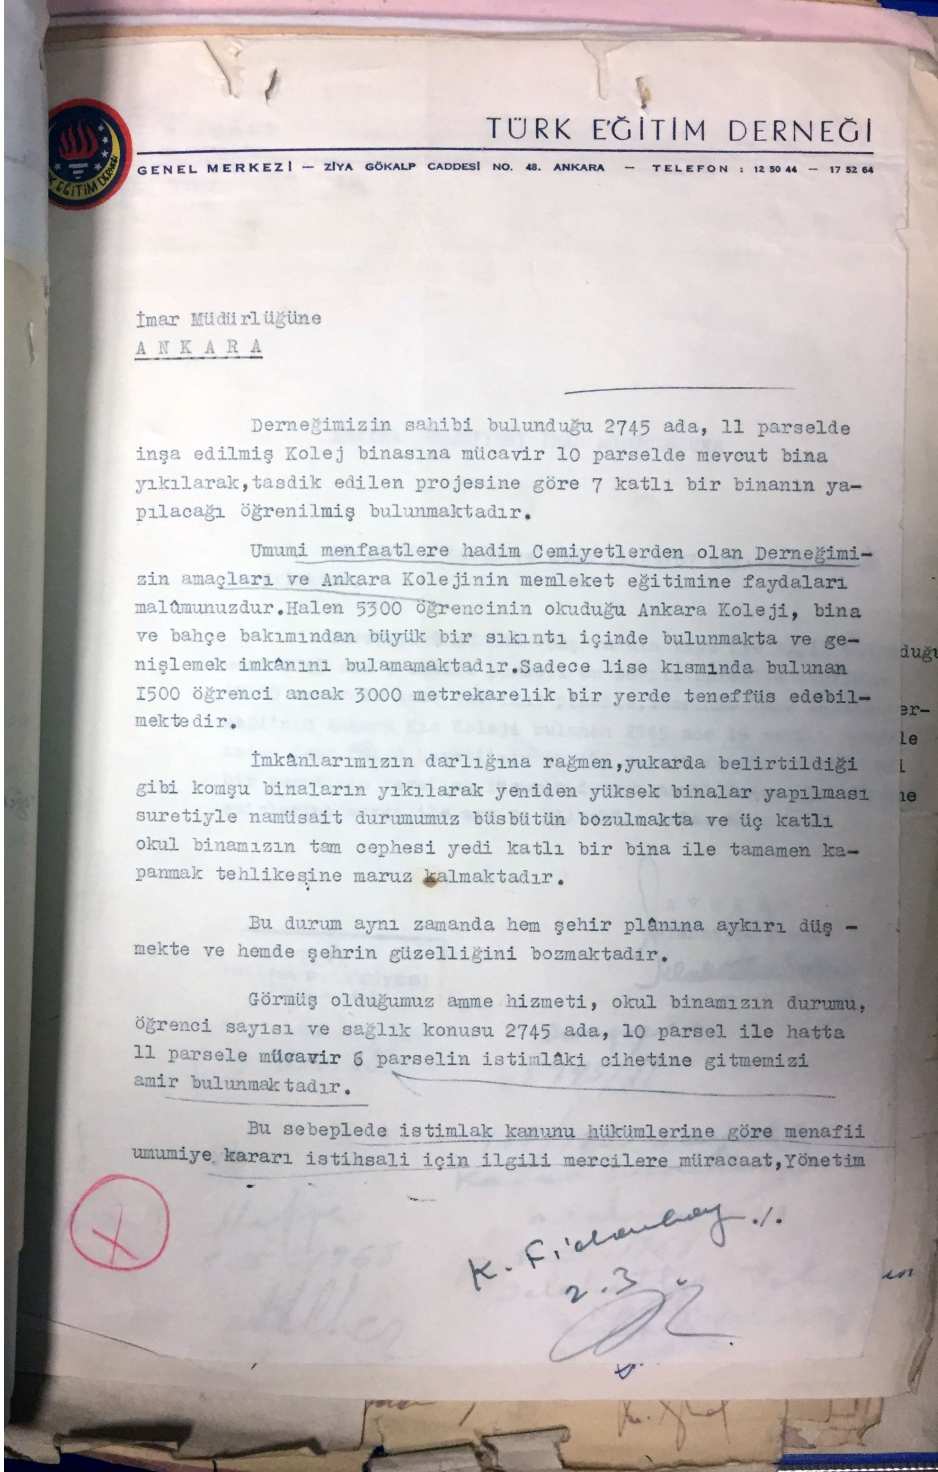 TÜRK EĞİTİM DERNEĞİ
GENEL MERKEZİ — ZİYA GÖKALP CADDESİ NO. 48. ANKARA — TELEFON : 12 50 44 — 17 52 64
K EĞİTİM DERNEĞİ
İmar Müdürlüğüne
A N K A R A
Derneğimizin sahibi bulunduğu 2745 ada, 11 parselde
inşa edilmiş Kolej binasına mücavir 10 parselde mevcut bina
yıkılarak,tasdik edilen projesine göre 7 katlı bir binanın ya-
pılacağı öğrenilmiş bulunmaktadır.
Umumi menfaatlere hadim Cemiyetlerden olan Derneğimi-
zin amaçları ve Ankara Kolejinin memleket eğitimine faydaları
malûmunuzdur.Halen 5300 öğrencinin okuduğu Ankara Koleji, bina
ve bahçe bakımından büyük bir sıkıntı içinde bulunmakta ve ge-
nişlemek imkânını bulamamaktadır.Sadece lise kısmında bulunan
1500 öğrenci ancak 3000 metrekarelik bir yerde teneffüs edebil-
mektedir.
İmkânlarımızın darlığına rağmen,yukarda belirtildiği
gibi komşu binaların yıkılarak yeniden yüksek binalar yapılması
suretiyle namüsait durumumuz büsbütün bozulmakta ve üç katlı
okul binamızın tam cephesi yedi katlı bir bina ile tamamen ka-
panmak tehlikeşine maruz kalmaktadır.
Bu durum aynı zamanda hem şehir plânına aykırı düş -
mekte ve hemde şehrin güzelliğini bozmaktadır.
Görmüş olduğumuz amme hizmeti, okul binamızın durumu,
öğrenci sayısı ve sağlık konusu 2745 ada, 10 parsel ile hatta
11 parsele mücavir 6 parselin istimlâki cihetine gitmemizi
amir bulunmaktadır.
Bu sebeplede istimlak kanunu hükümlerine göre menafii
umumiye kararı istihsali için ilgili mercilere müracaat,Yönetim
./.
K.
2.3